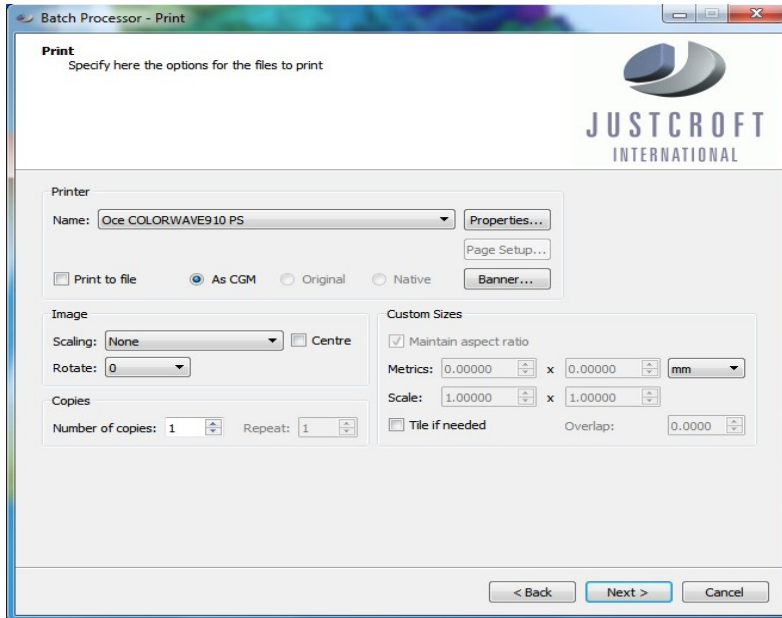 Batch Processor - Print
Print
Specify here the options for the files to print
JUSTCROFT
INTERNATIONAL
Printer
Name: Oce COLORWAVE910 PS Properties...
Page Setup...
Print to file As CGM Original Native Banner...
Image
Scaling: None Centre
Rotate: 0
Copies
Number of copies: 1 Repeat: 1
Custom Sizes
Maintain aspect ratio
Metrics: 0.00000 x 0.00000 mm
Scale: 1.00000 x 1.00000
Tile if needed Overlap: 0.0000
< Back Next > Cancel